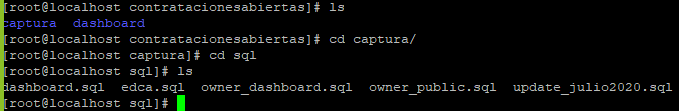 [root@localhost contratacionesabiertas]# ls
captura  dashboard
[root@localhost contratacionesabiertas]# cd captura/
[root@localhost captura]# cd sql
[root@localhost sql]# ls
dashboard.sql  edca.sql  owner_dashboard.sql  owner_public.sql  update_julio2020.sql
[root@localhost sql]#